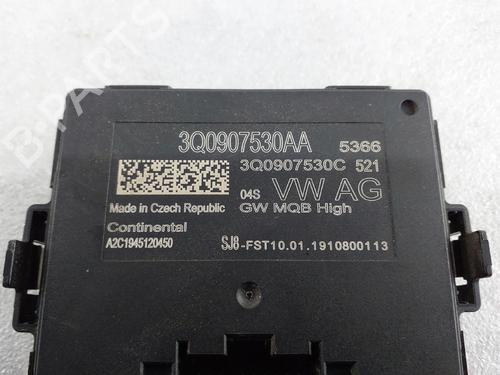 3Q0907530AA 5366
3Q0907530C 521
04S VW AG
Made in Czech Republic GW MQB High
Continental
A2C1945120450 SJ8-FST10.01.1910800113
B-PARTS